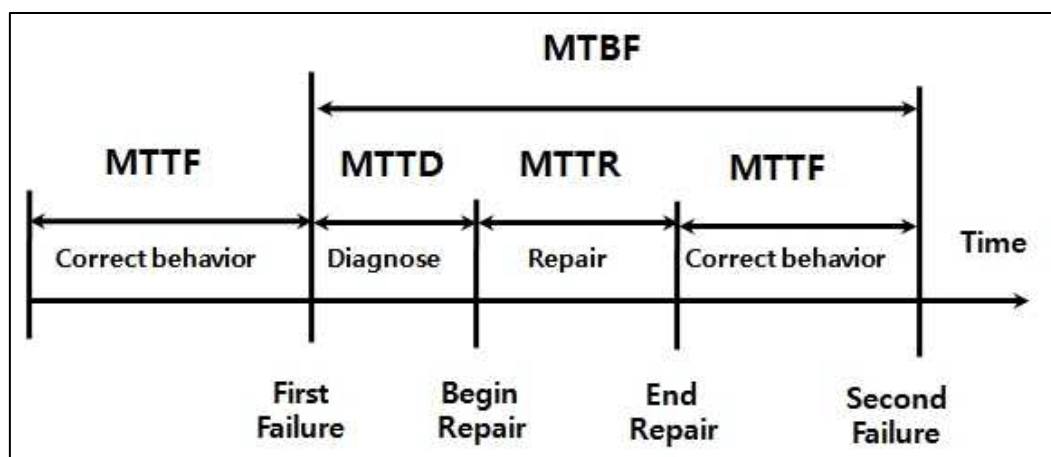 MTBF
MTTF
MTTD
MTTR
MTTF
Correct behavior
Diagnose
Repair
Correct behavior
Time
First
Failure
Begin
Repair
End
Repair
Second
Failure